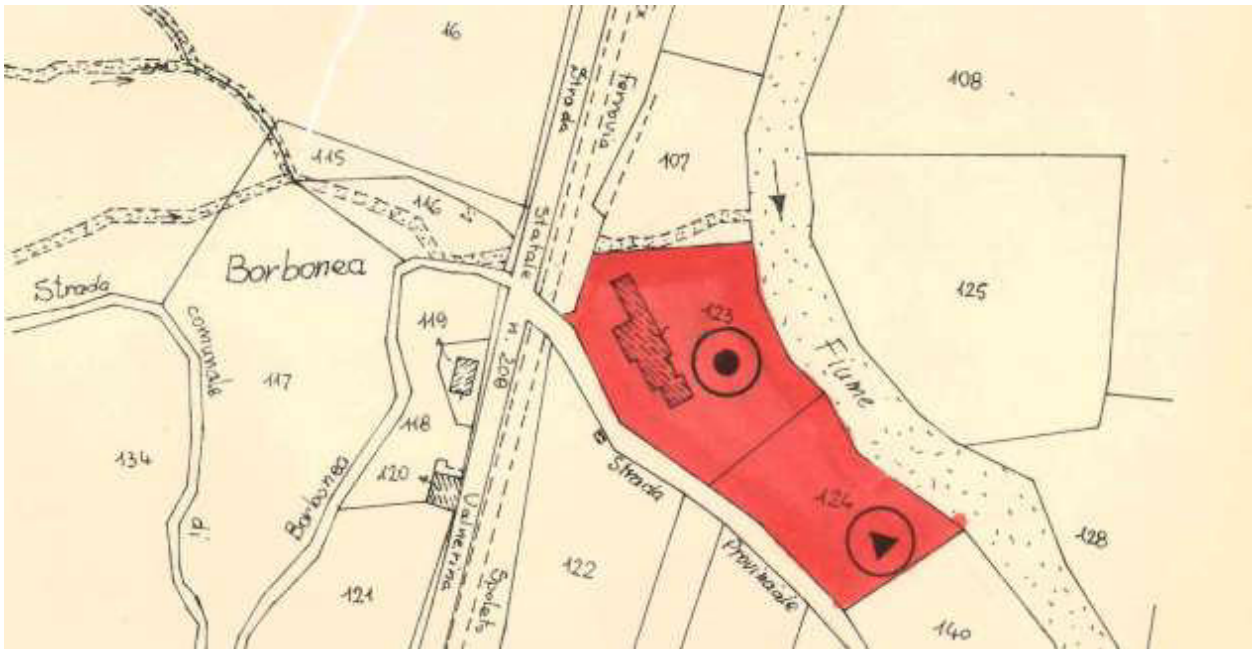 16
108
Strada
Ferrovia
107
115
116
Statale
Borbonea
Strada
comunale
di
Borbonea
125
119
117
123
Fiume
n. 209
118
134
120
Strada
124
Valnerina
Spoleto
122
121
Provinciale
128
140